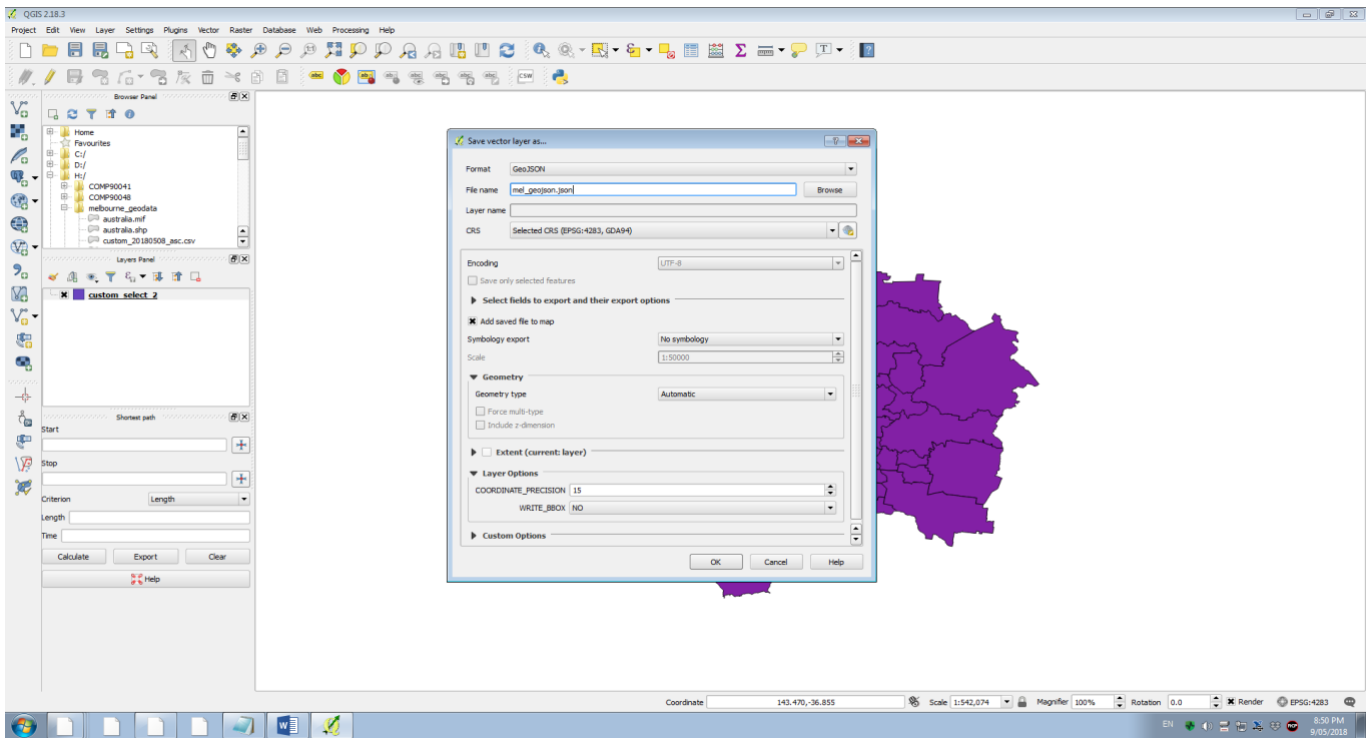 QGIS 2.18.3
Project Edit View Layer Settings Plugins Vector Raster Database Web Processing Help
Browser Panel
Home
Favourites
C:/
D:/
H:/
COMP90041
COMP90048
melbourne_geodata
australia.mif
australia.shp
custom_20180508_asc.csv
Layers Panel
custom_select_2
Shortest path
Start
Stop
Criterion Length
Length
Time
Calculate Export Clear
Help
Save vector layer as...
Format GeoJSON
File name mel_geojson.json Browse
Layer name
CRS Selected CRS (EPSG:4283, GDA94)
Encoding UTF-8
Save only selected features
Select fields to export and their export options
Add saved file to map
Symbology export No symbology
Scale 1:50000
Geometry
Geometry type Automatic
Force multi-type
Include z-dimension
Extent (current: layer)
Layer Options
COORDINATE_PRECISION 15
WRITE_BBOX NO
Custom Options
OK Cancel Help
Coordinate 143.470,-36.855 Scale 1:542,074 Magnifier 100% Rotation 0.0 Render EPSG:4283
EN 8:50 PM
9/05/2018